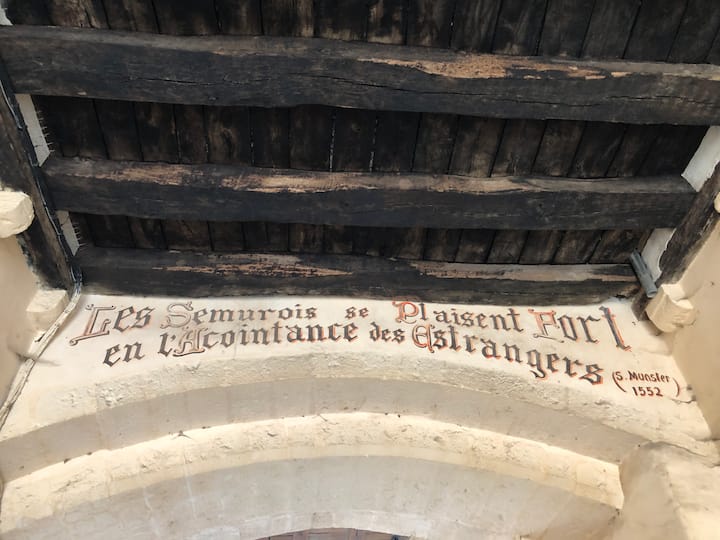 Les Semurois se Plaisent Fort
en l'Acointance des Estrangers
(S. Munster)
1552